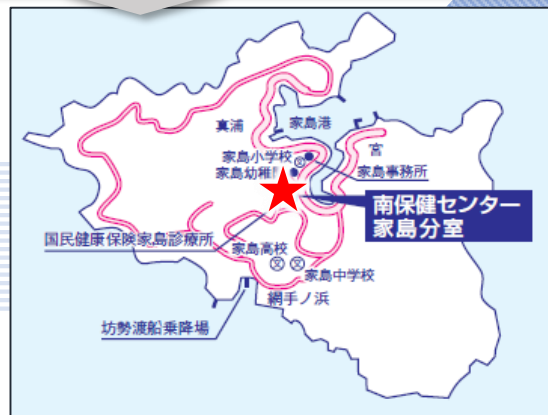 真浦
家島港
宮
家島小学校
家島幼稚
家島事務所
南保健センター
家島分室
国民健康保険家島診療所
家島高校
家島中学校
網手ノ浜
坊勢渡船乗降場